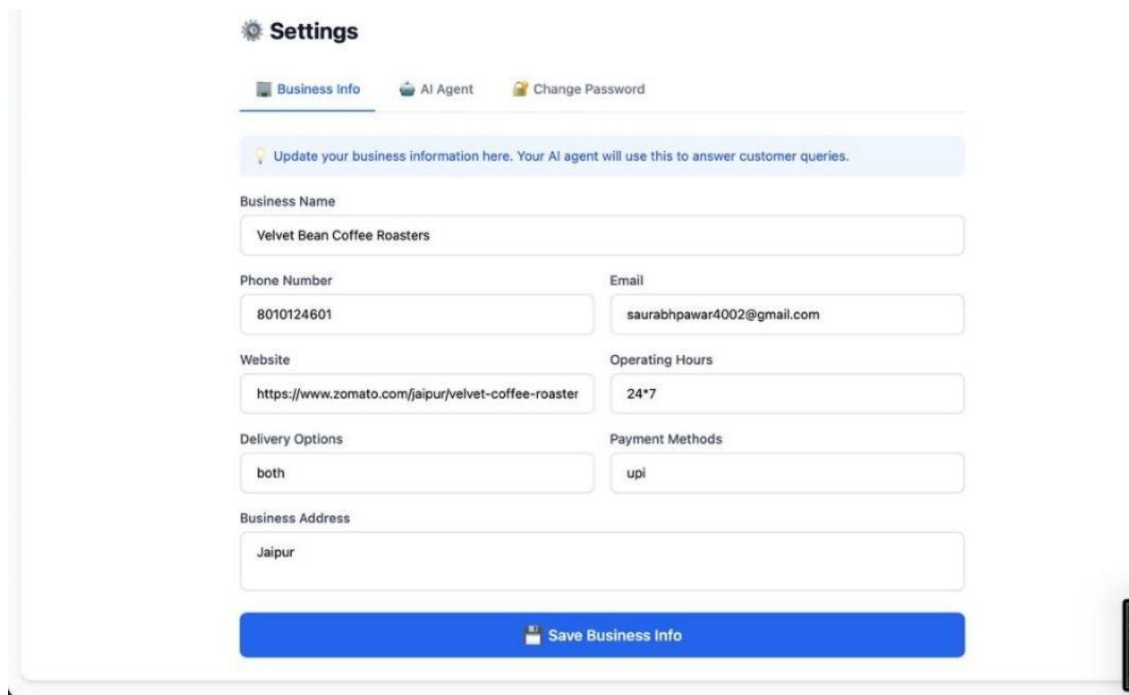 Settings
Business Info AI Agent Change Password
Update your business information here. Your AI agent will use this to answer customer queries.
Business Name
Velvet Bean Coffee Roasters
Phone Number Email
8010124601 saurabhpawar4002@gmail.com
Website Operating Hours
https://www.zomato.com/jaipur/velvet-coffee-roaster 24*7
Delivery Options Payment Methods
both upi
Business Address
Jaipur
Save Business Info